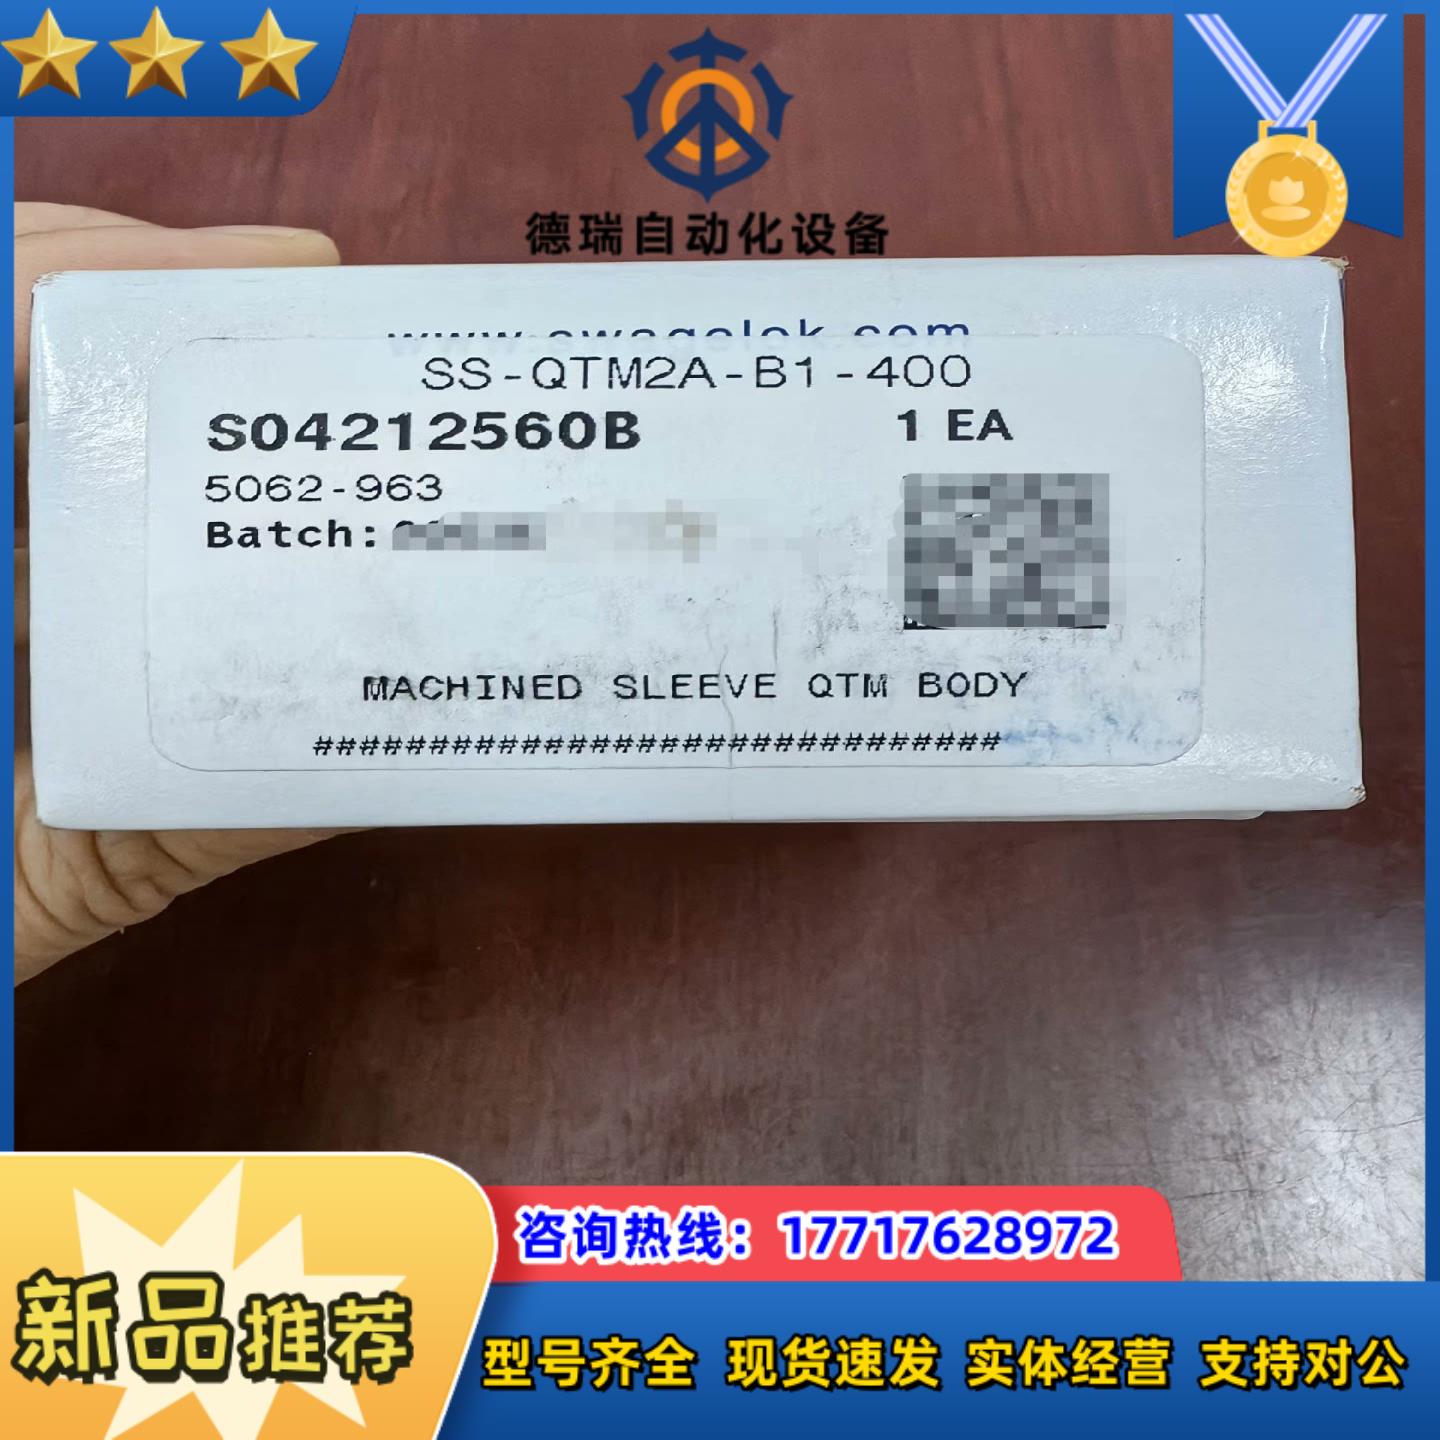 德瑞自动化设备
www.swagelok.com
SS-QTM2A-B1-400
S04212560B 1 EA
5062-963
Batch:
MACHINED SLEEVE QTM BODY
##############################
咨询热线：17717628972
新品推荐
型号齐全 现货速发 实体经营 支持对公